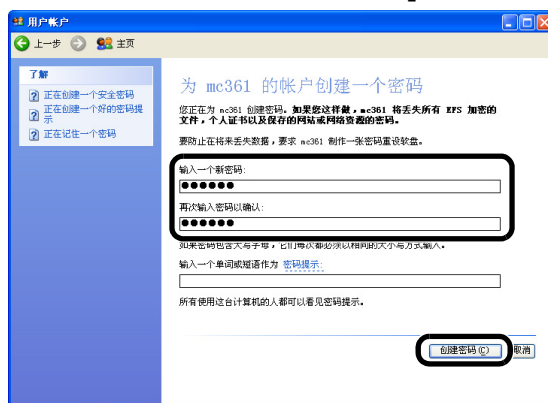 用户帐户
上一步 主页
了解
正在创建一个安全密码
正在创建一个好的密码提
示
正在记住一个密码
为 mc361 的帐户创建一个密码
您正在为 mc361 创建密码。如果您这样做，mc361 将丢失所有 EFS 加密的
文件，个人证书以及保存的网站或网络资源的密码。
要防止在将来丢失数据，要求 mc361 制作一张密码重设软盘。
输入一个新密码:
●●●●●●
再次输入密码以确认:
●●●●●●
如果密码包含大写字母，它们每次都必须以相同的大小写方式输入。
输入一个单词或短语作为 密码提示:
所有使用这台计算机的人都可以看见密码提示。
创建密码(C) 取消